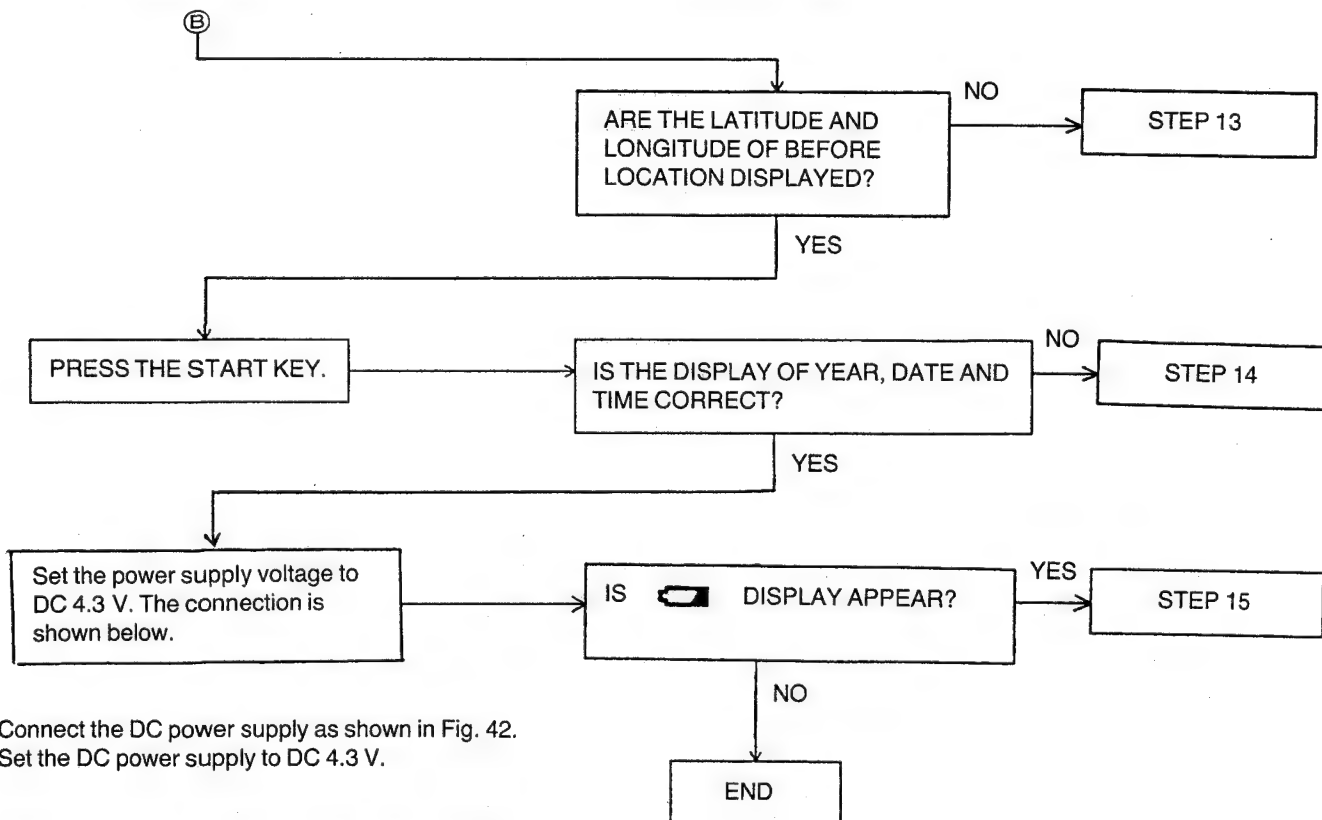 Ⓑ
ARE THE LATITUDE AND
LONGITUDE OF BEFORE
LOCATION DISPLAYED?
NO
STEP 13
YES
PRESS THE START KEY.
IS THE DISPLAY OF YEAR, DATE AND
TIME CORRECT?
NO
STEP 14
YES
Set the power supply voltage to
DC 4.3 V. The connection is
shown below.
IS DISPLAY APPEAR?
YES
STEP 15
NO
Connect the DC power supply as shown in Fig. 42.
Set the DC power supply to DC 4.3 V.
END